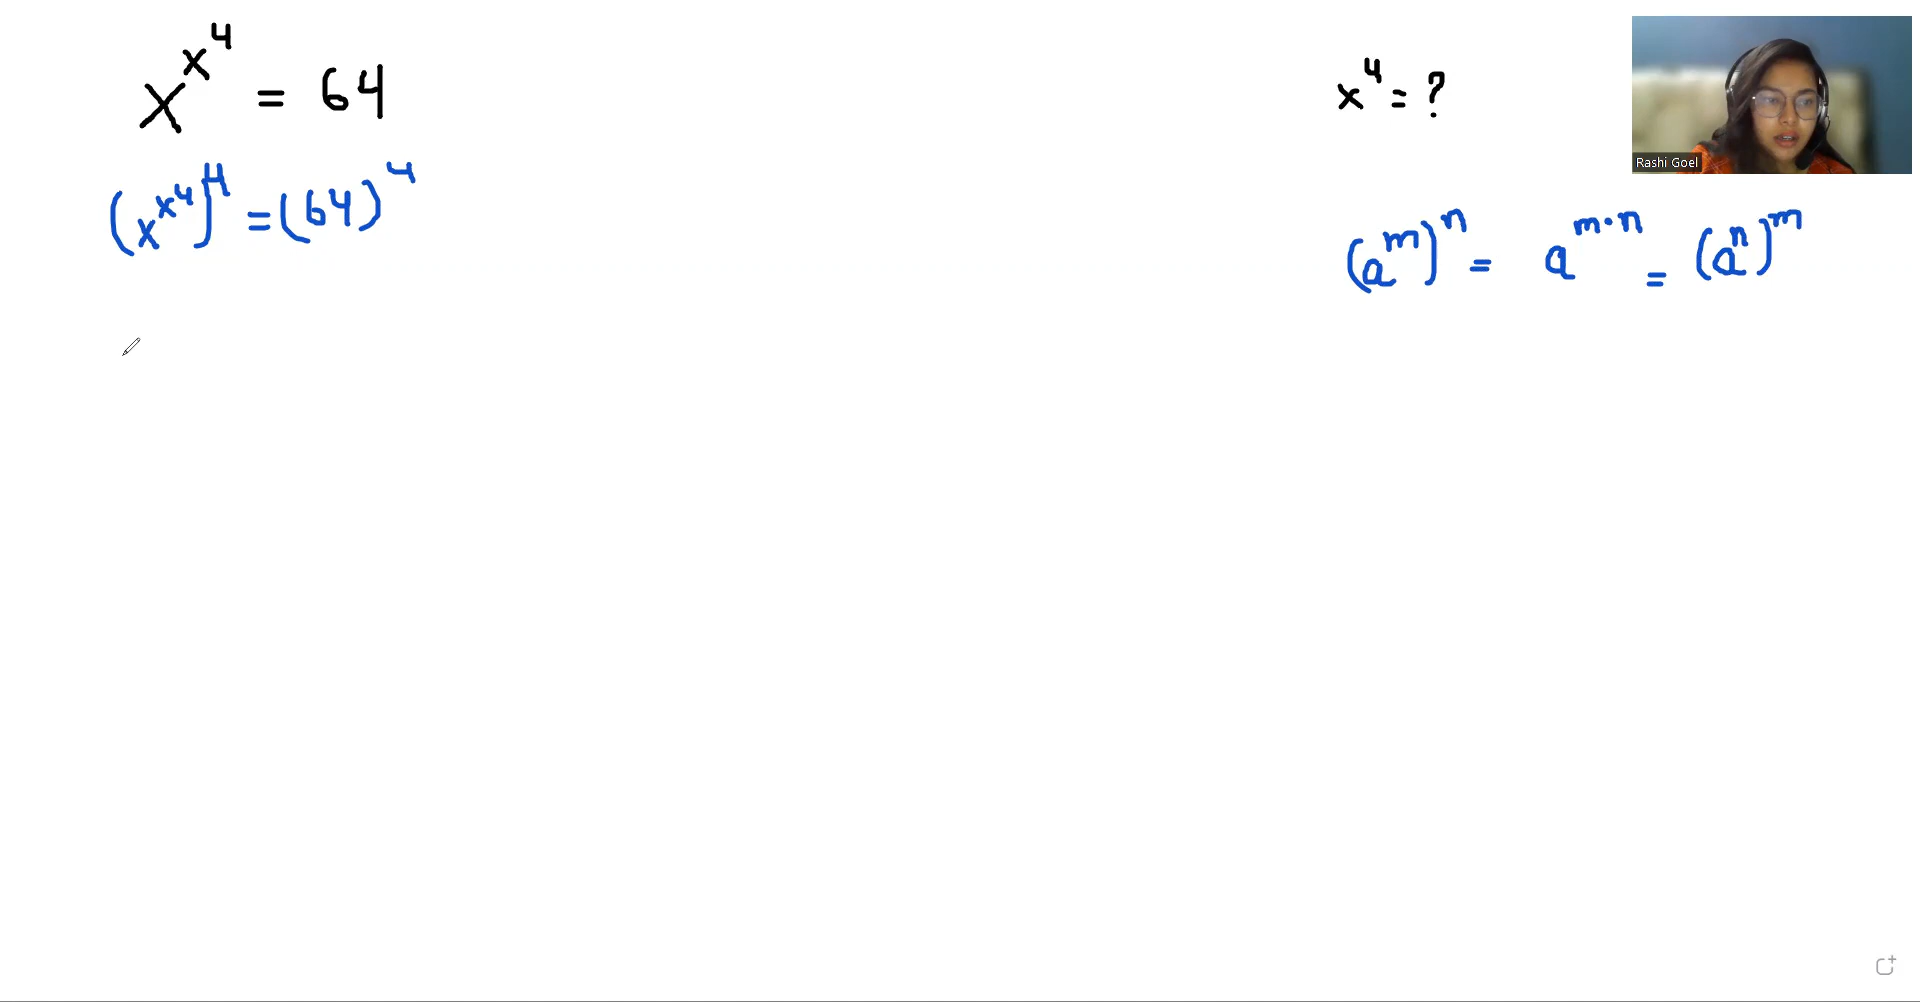 x^{x^4} = 64
x^4 = ?
Rashi Goel
(x^{x^4})^4 = (64)^4
(a^m)^n = a^{m·n} = (a^n)^m